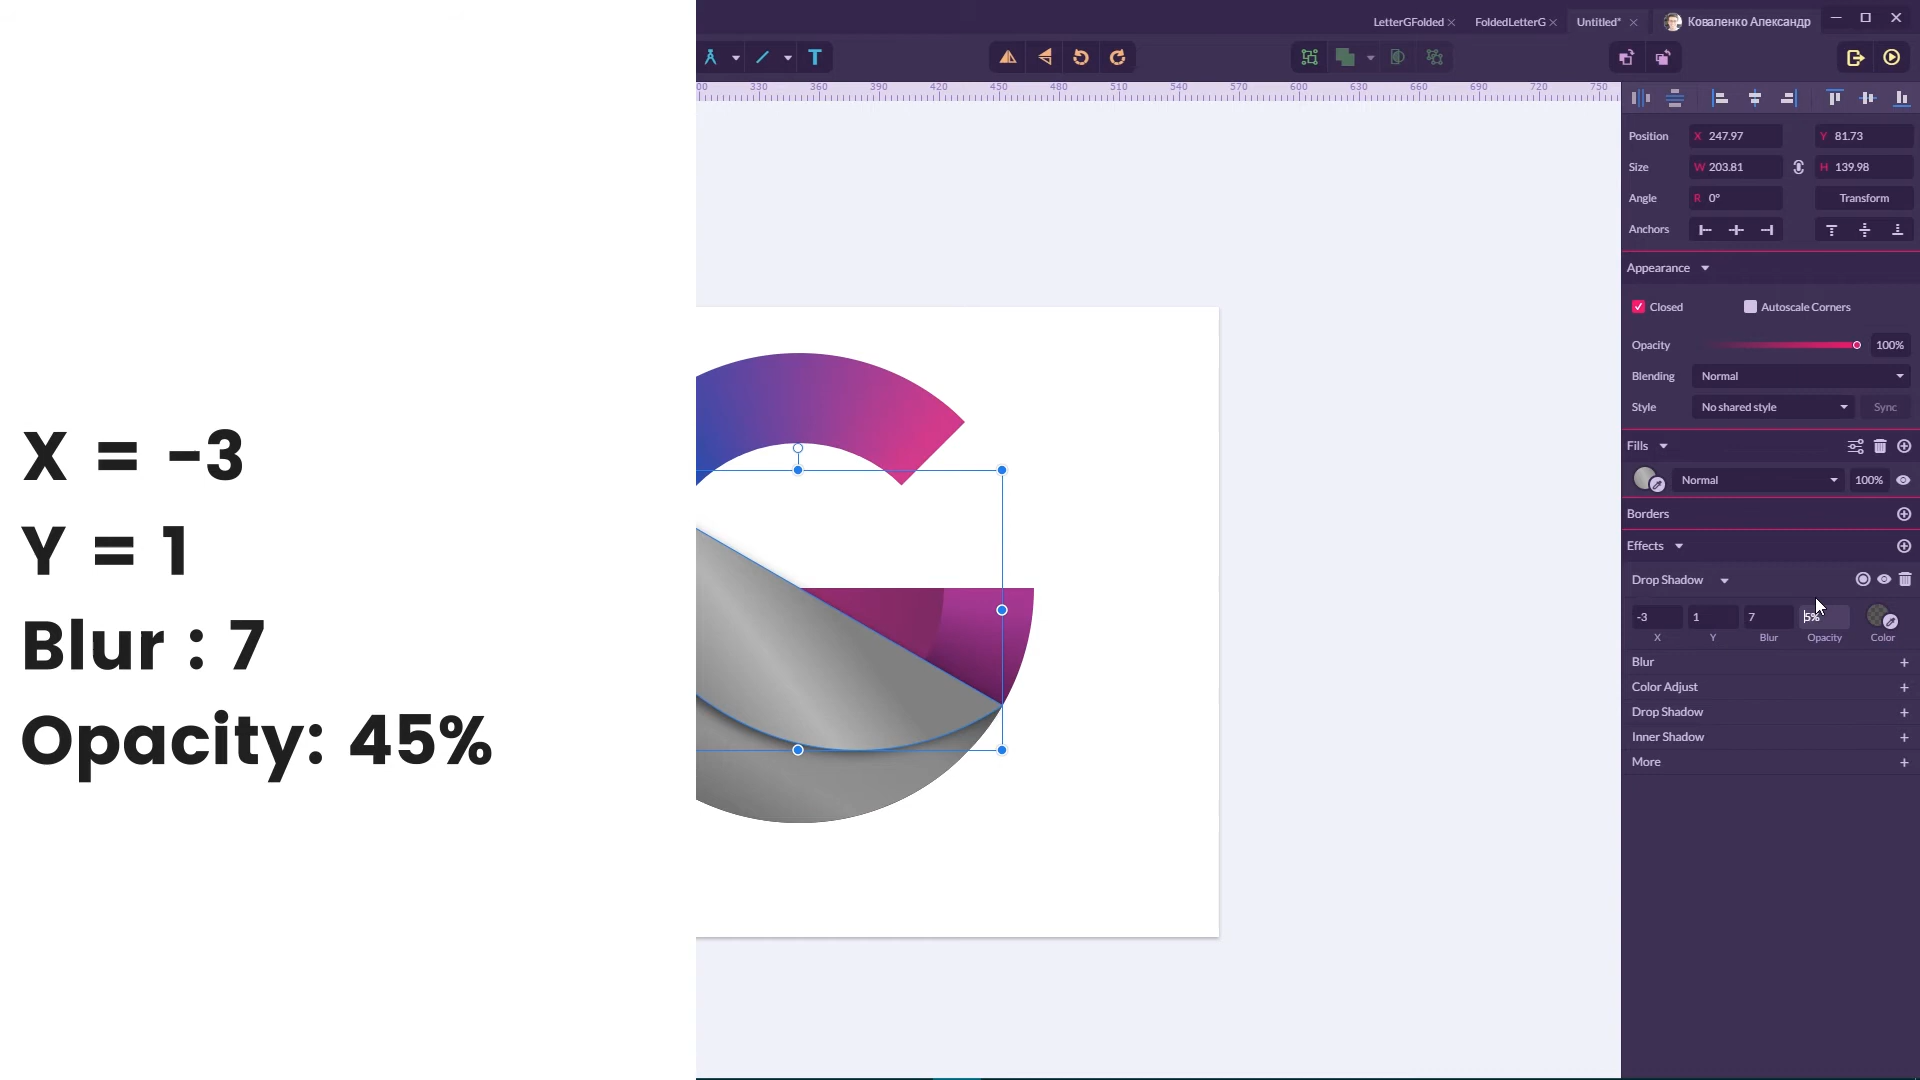 X = -3
Y = 1
Blur : 7
Opacity: 45%
LetterGFolded FoldedLetterG Untitled* Коваленко Александр
T
00 330 360 390 420 450 480 510 540 570 600 630 660 690 720 750
Position X 247.97 Y 81.73
Size W 203.81 H 139.98
Angle R 0° Transform
Anchors
Appearance
Closed Autoscale Corners
Opacity 100%
Blending Normal
Style No shared style Sync
Fills
Normal 100%
Borders
Effects
Drop Shadow
-3 1 7 5%
X Y Blur Opacity Color
Blur +
Color Adjust +
Drop Shadow +
Inner Shadow +
More +